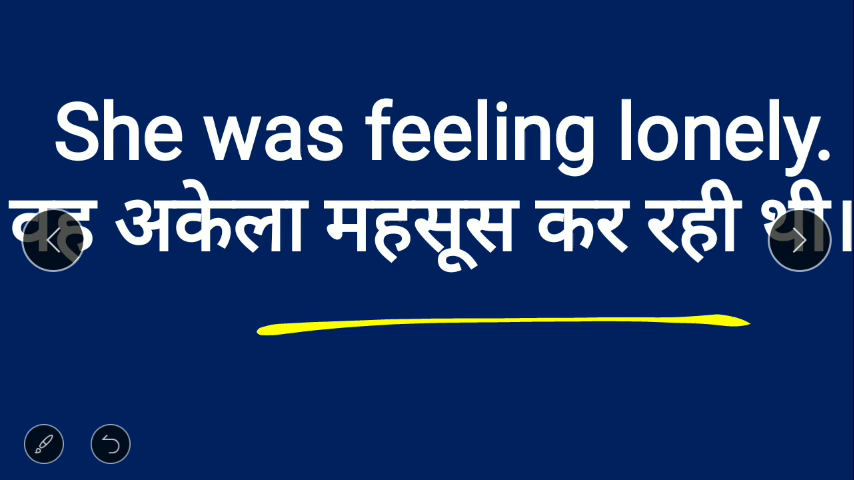 She was feeling lonely.
वह अकेला महसूस कर रही थी।